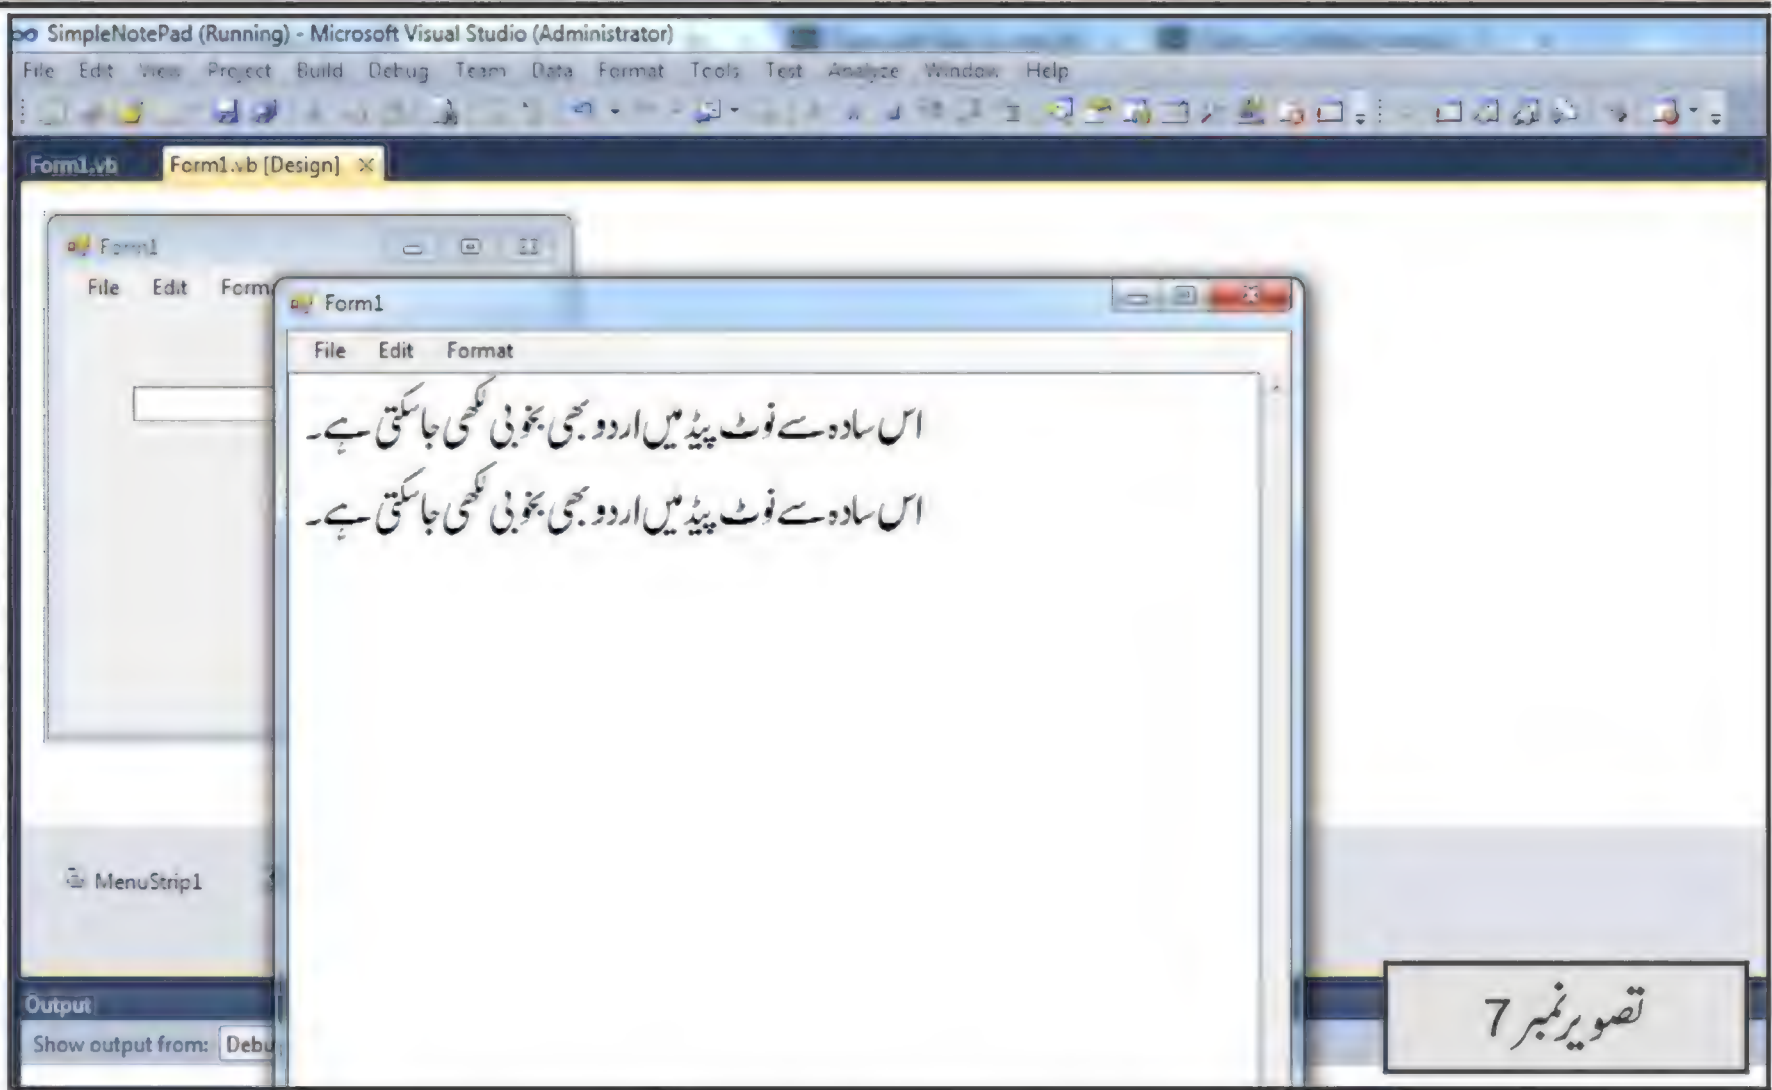 SimpleNotePad (Running) - Microsoft Visual Studio (Administrator)
File Edit View Project Build Debug Team Data Format Tools Test Analyze Window Help
Form1.vb Form1.vb [Design]
Form1
File Edit Forma
Form1
File Edit Format
اس سادہ سے نوٹ پیڈ میں اردو بھی بخوبی لکھی جاسکتی ہے۔
اس سادہ سے نوٹ پیڈ میں اردو بھی بخوبی لکھی جاسکتی ہے۔
MenuStrip1
Output
Show output from: Debu
تصویر نمبر 7